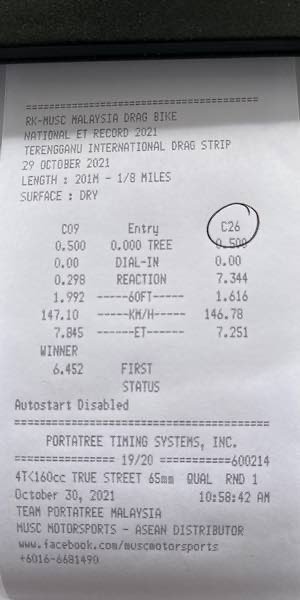 ==========================================
RK-MUSC MALAYSIA DRAG BIKE
NATIONAL ET RECORD 2021
TERENGGANU INTERNATIONAL DRAG STRIP
29 OCTOBER 2021
LENGTH : 201M - 1/8 MILES
SURFACE : DRY
C09 Entry C26
0.500 0.000 TREE 0.500
0.00 DIAL-IN 0.00
0.298 REACTION 7.344
1.992 -----60FT----- 1.616
147.10 -----KM/H----- 146.78
7.845 ------ET------ 7.251
WINNER
6.452 FIRST
STATUS
Autostart Disabled
==========================================
PORTATREE TIMING SYSTEMS, INC.
================ 19/20 ===========600214
4T<160cc TRUE STREET 65mm QUAL RND 1
October 30, 2021 10:58:42 AM
TEAM PORTATREE MALAYSIA
MUSC MOTORSPORTS - ASEAN DISTRIBUTOR
www.facebook.com/muscmotorsports
+6016-6681490